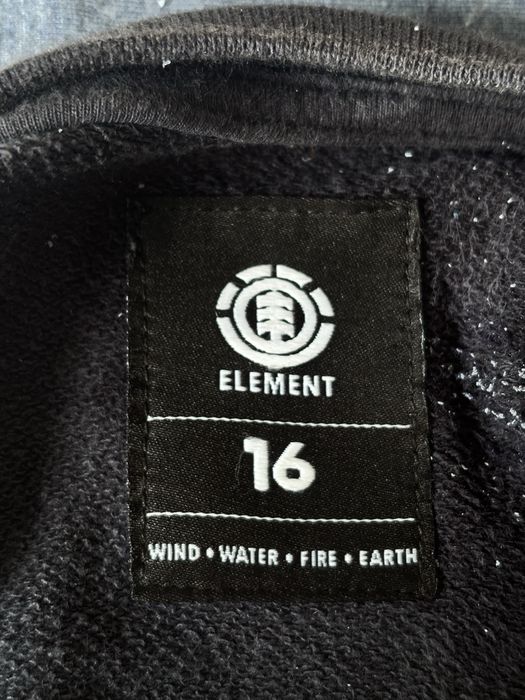 ELEMENT
16
WIND • WATER • FIRE • EARTH